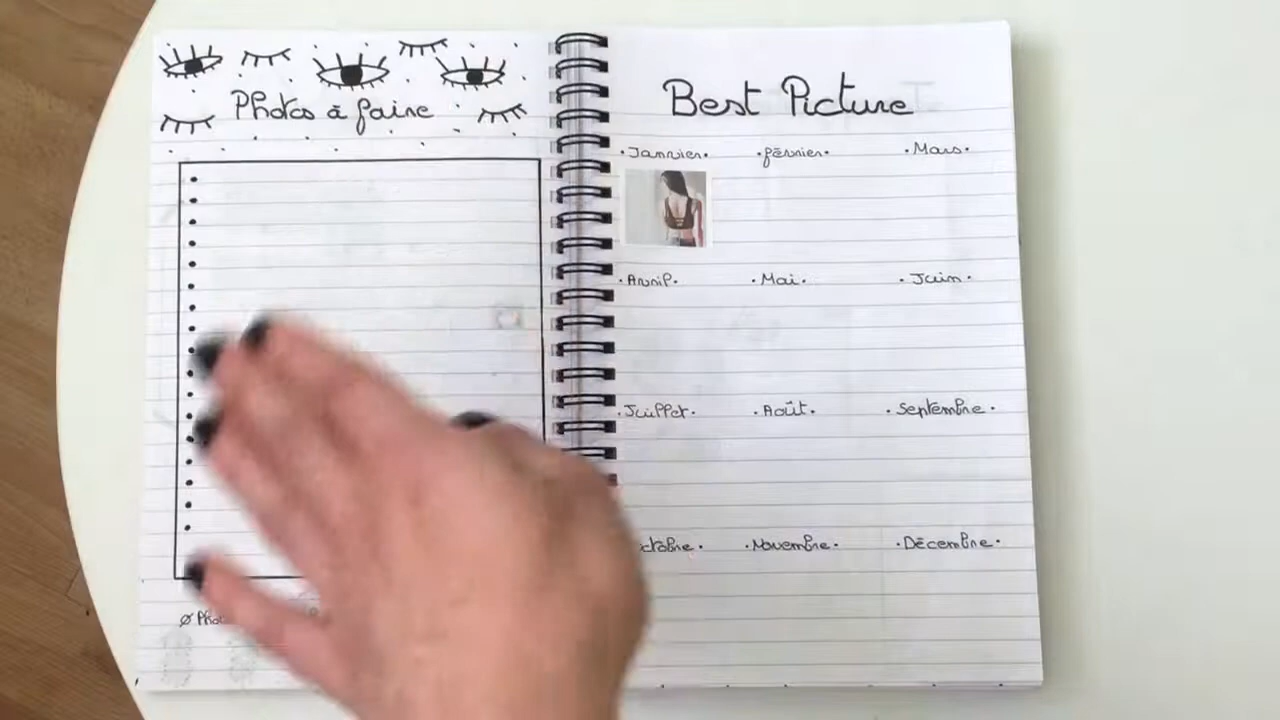 Photos à faire
Best Picture
•Janvier• •février• •Mars•
•Avril• •Mai• •Juin•
•Juillet• •Août• •Septembre•
•Novembre• •Décembre•